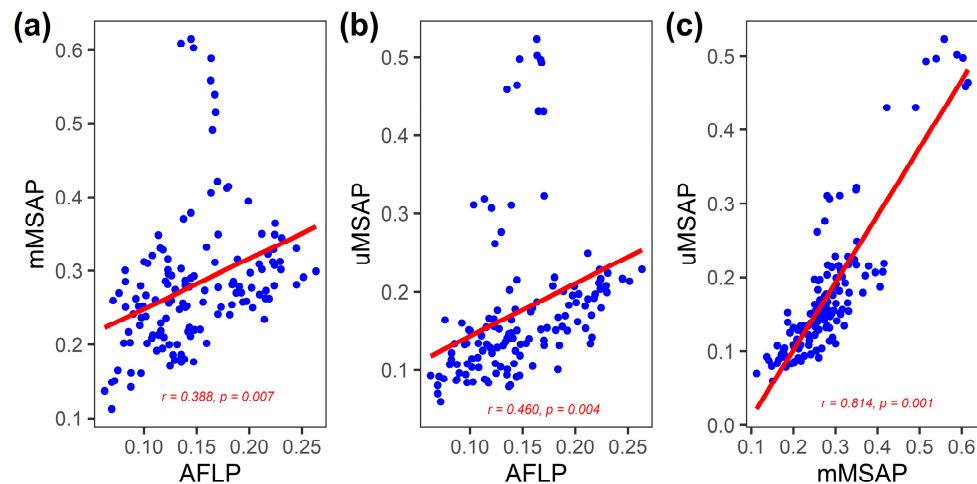 (a)
(b)
(c)
mMSAP
0.6
0.5
0.4
0.3
0.2
0.1
r = 0.388, p = 0.007
0.10 0.15 0.20 0.25
AFLP
uMSAP
0.5
0.4
0.3
0.2
0.1
r = 0.460, p = 0.004
0.10 0.15 0.20 0.25
AFLP
uMSAP
0.5
0.4
0.3
0.2
0.1
0.0
r = 0.814, p = 0.001
0.1 0.2 0.3 0.4 0.5 0.6
mMSAP